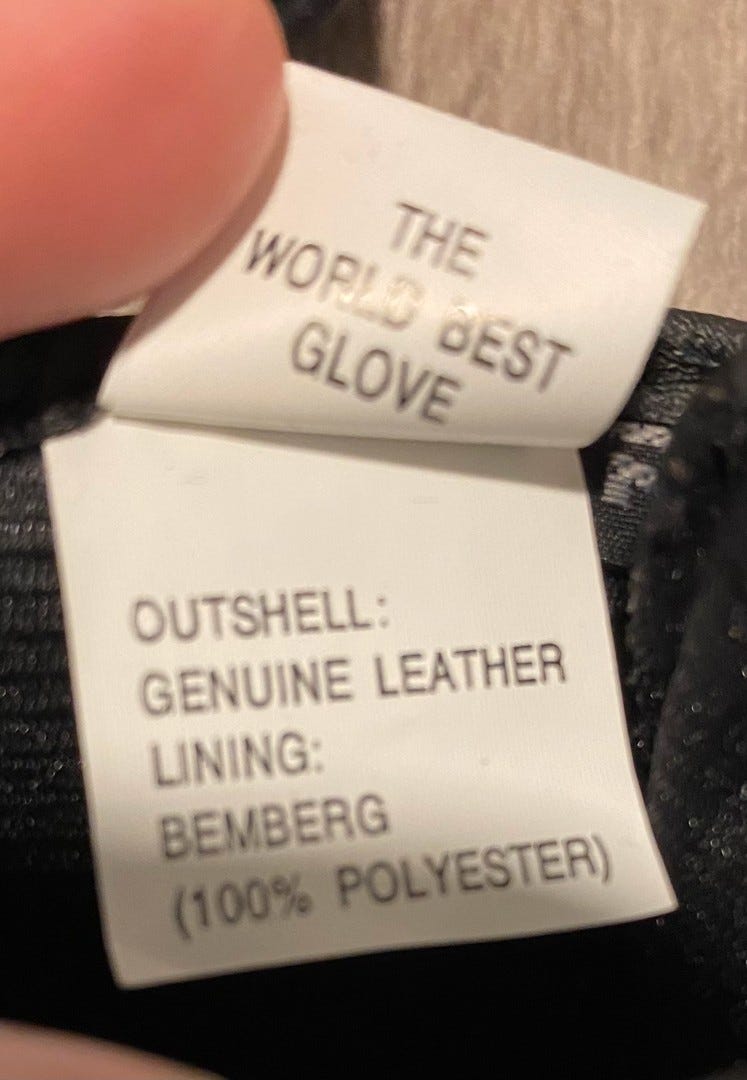 THE
WORLD BEST
GLOVE
OUTSHELL:
GENUINE LEATHER
LINING:
BEMBERG
(100% POLYESTER)